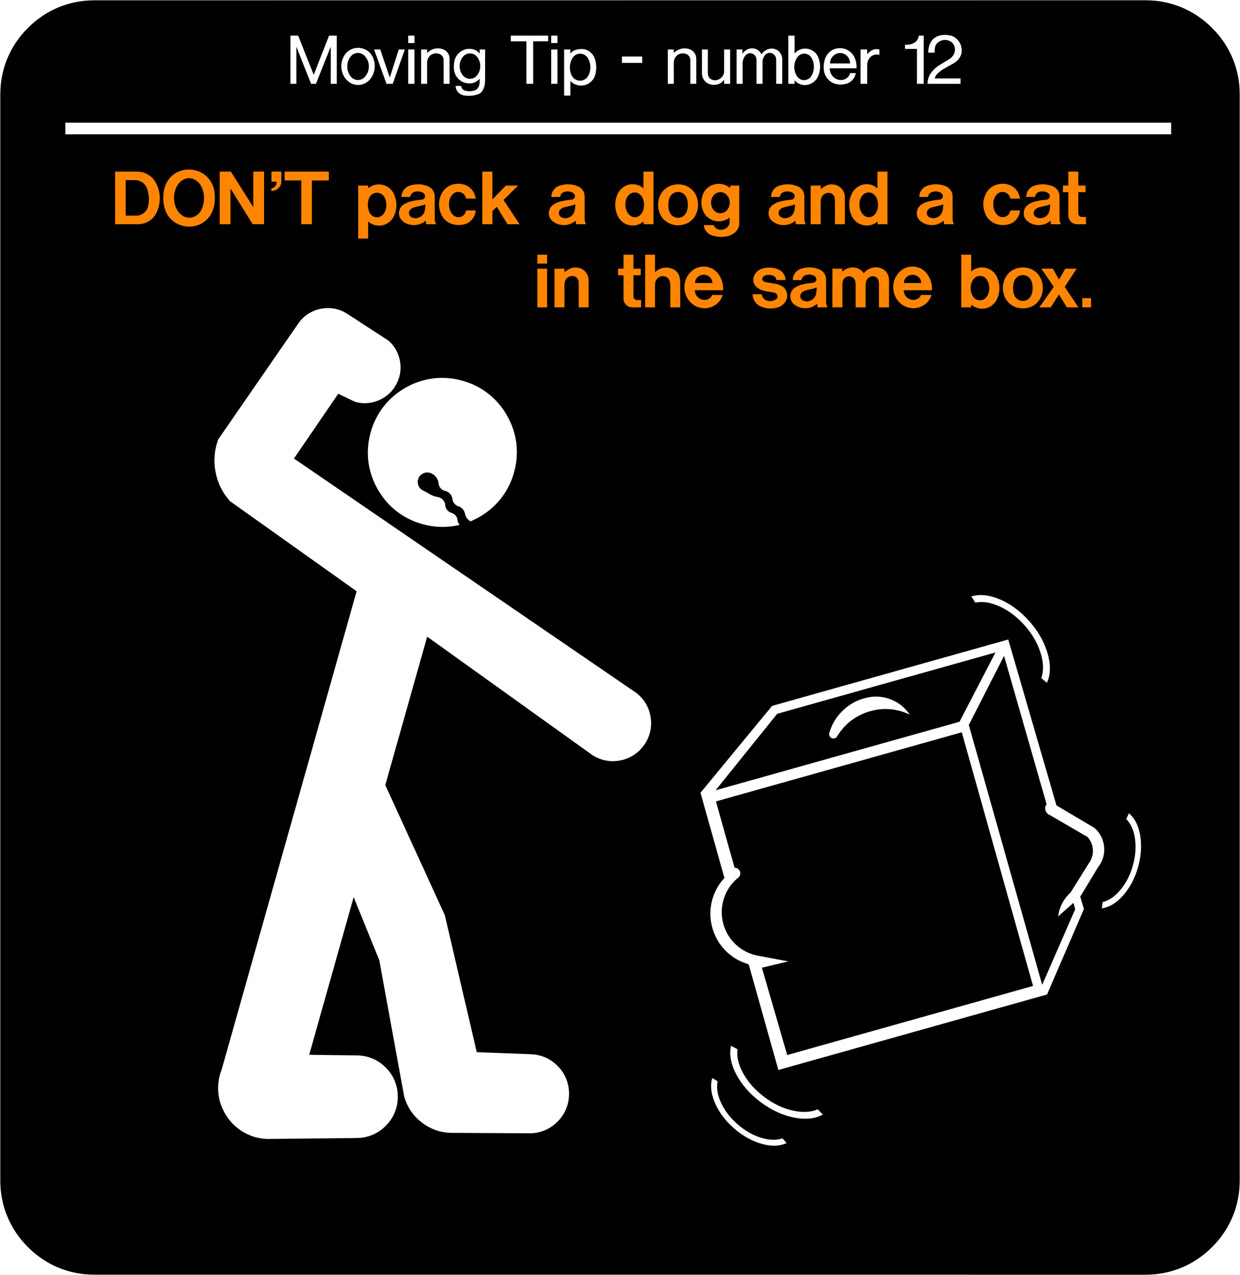 Moving Tip - number 12
DON’T pack a dog and a cat
in the same box.